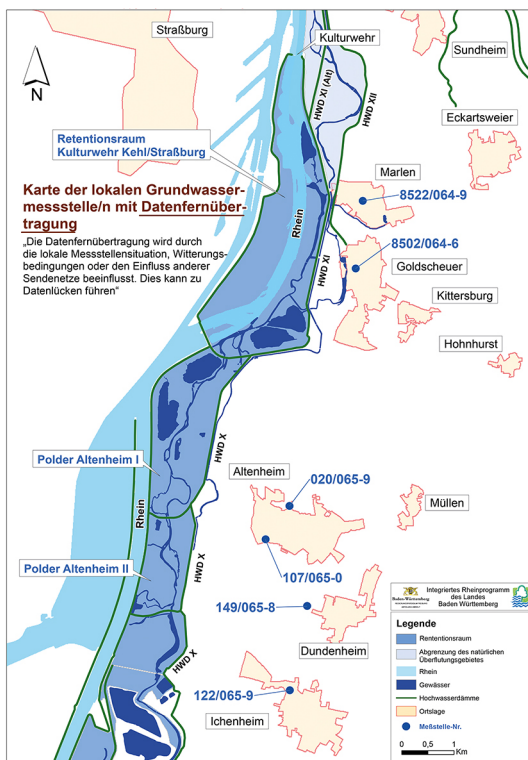 Straßburg
Kulturwehr
Sundheim
N
HWD XI (Alt)
HWD XII
Eckartsweier
Retentionsraum
Kulturwehr Kehl/Straßburg
Marlen
8522/064-9
Karte der lokalen Grundwasser-
messstelle/n mit Datenfernüber-
tragung
„Die Datenfernübertragung wird durch
die lokale Messstellensituation, Witterungs-
bedingungen oder den Einfluss anderer
Sendenetze beeinflusst. Dies kann zu
Datenlücken führen“
Rhein
HWD XI
8502/064-6
Goldscheuer
Kittersburg
Hohnhurst
HWD X
Polder Altenheim I
Altenheim
020/065-9
Müllen
Rhein
107/065-0
Polder Altenheim II
HWD X
149/065-8
Dundenheim
HWD X
122/065-9
Ichenheim
Baden-Württemberg
Integriertes Rheinprogramm
des Landes
Baden Württemberg
Legende
Rententionsraum
Abgrenzung des natürlichen
Überflutungsgebietes
Rhein
Gewässer
Hochwasserdämme
Ortslage
Meßstelle-Nr.
0 0,5 1
Km